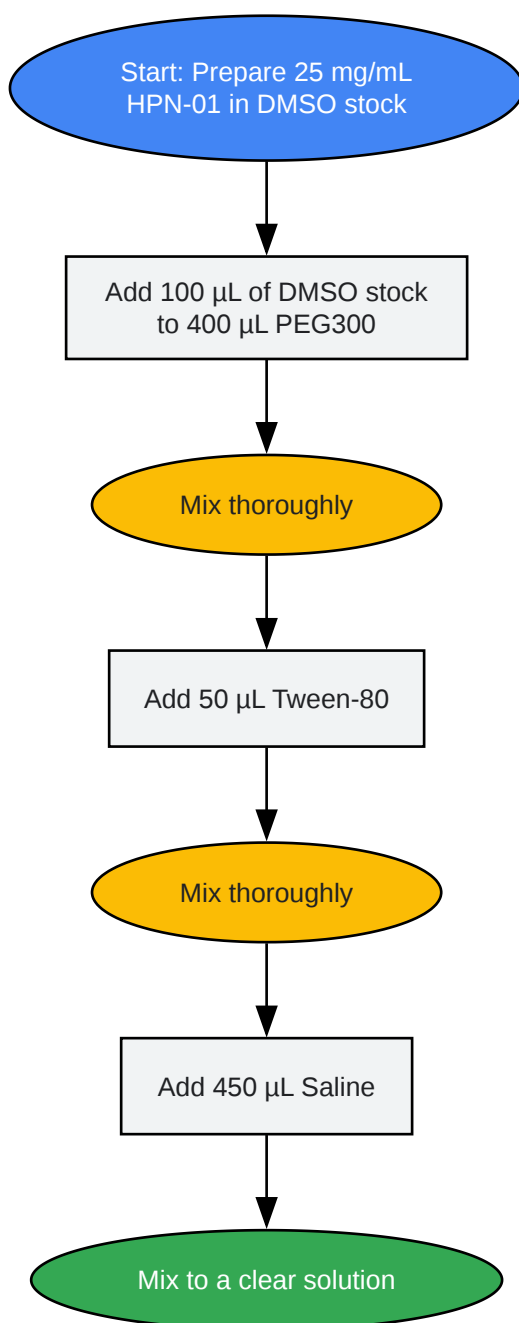 Start: Prepare 25 mg/mL
HPN-01 in DMSO stock
Add 100 µL of DMSO stock
to 400 µL PEG300
Mix thoroughly
Add 50 µL Tween-80
Mix thoroughly
Add 450 µL Saline
Mix to a clear solution